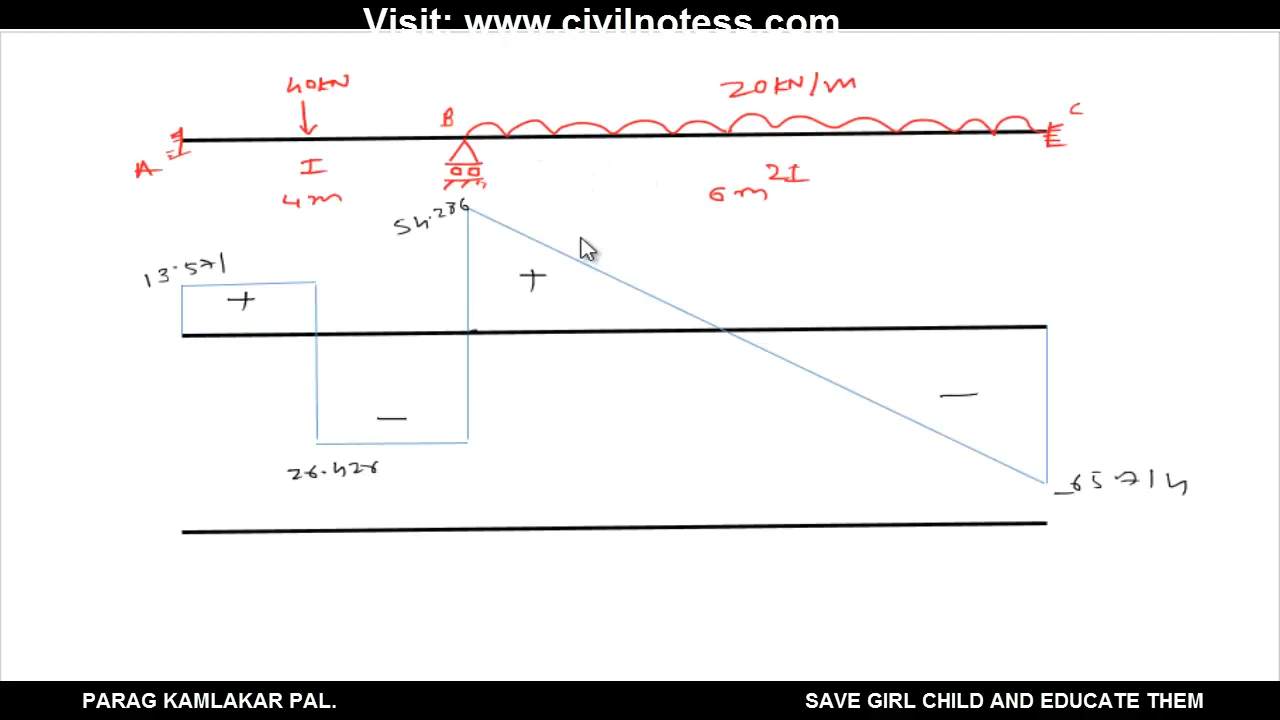 Visit: www.civilnotess.com
40KN
20KN/m
A
B
C
I
2I
4m
6m
54.286
13.571
+
+
-
-
26.426
-65.714
PARAG KAMLAKAR PAL.
SAVE GIRL CHILD AND EDUCATE THEM